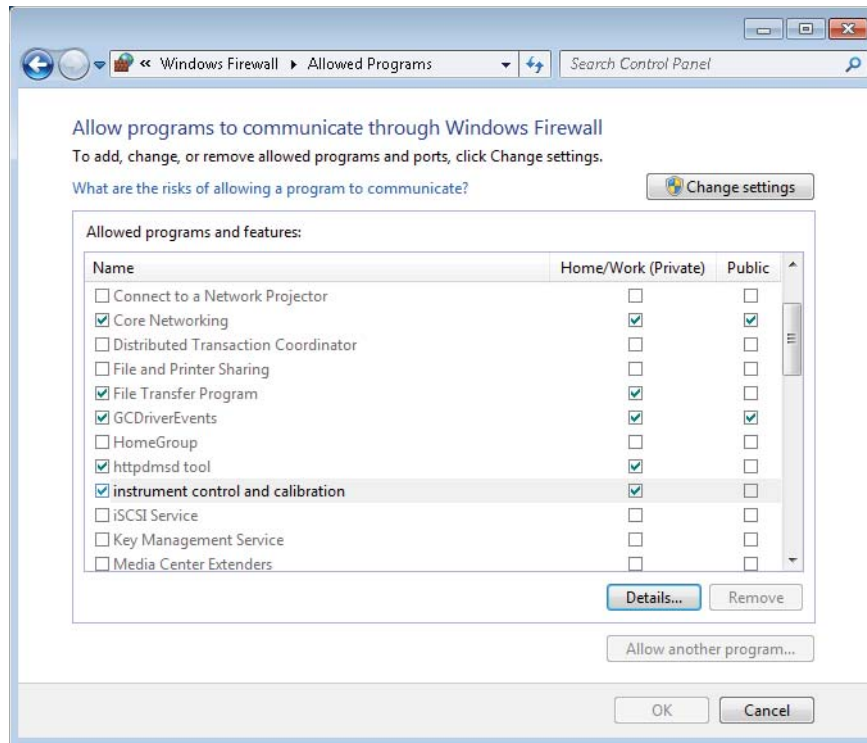 « Windows Firewall ▸ Allowed Programs
Search Control Panel
Allow programs to communicate through Windows Firewall
To add, change, or remove allowed programs and ports, click Change settings.
What are the risks of allowing a program to communicate?
Change settings
Allowed programs and features:
Name Home/Work (Private) Public
Connect to a Network Projector
Core Networking
Distributed Transaction Coordinator
File and Printer Sharing
File Transfer Program
GCDriverEvents
HomeGroup
httpdmsd tool
instrument control and calibration
iSCSI Service
Key Management Service
Media Center Extenders
Details... Remove
Allow another program...
OK Cancel